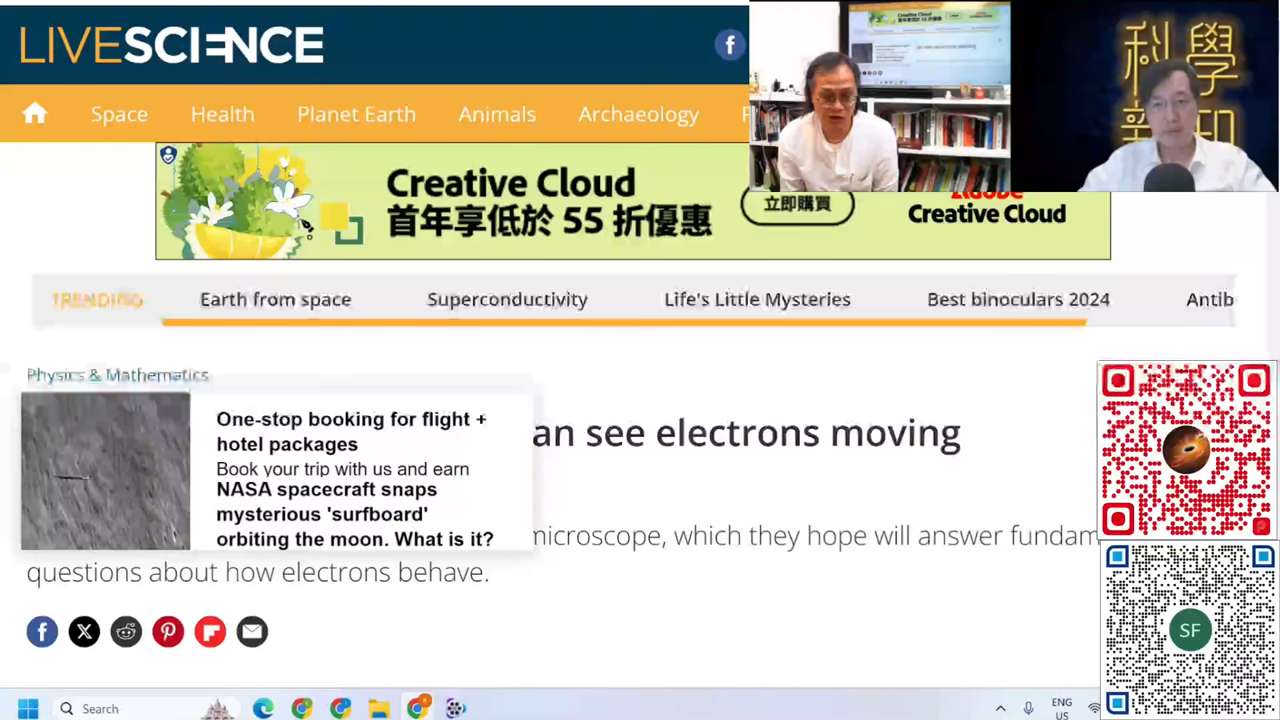 LIVESCIENCE
Space Health Planet Earth Animals Archaeology
Creative Cloud
首年享低於 55 折優惠
立即購買
Adobe
Creative Cloud
科學
新知
TRENDING Earth from space Superconductivity Life's Little Mysteries Best binoculars 2024 Antib
Physics & Mathematics
One-stop booking for flight +
hotel packages
Book your trip with us and earn
NASA spacecraft snaps
mysterious 'surfboard'
orbiting the moon. What is it?
an see electrons moving
microscope, which they hope will answer fundam
questions about how electrons behave.
SF
Search
ENG
US